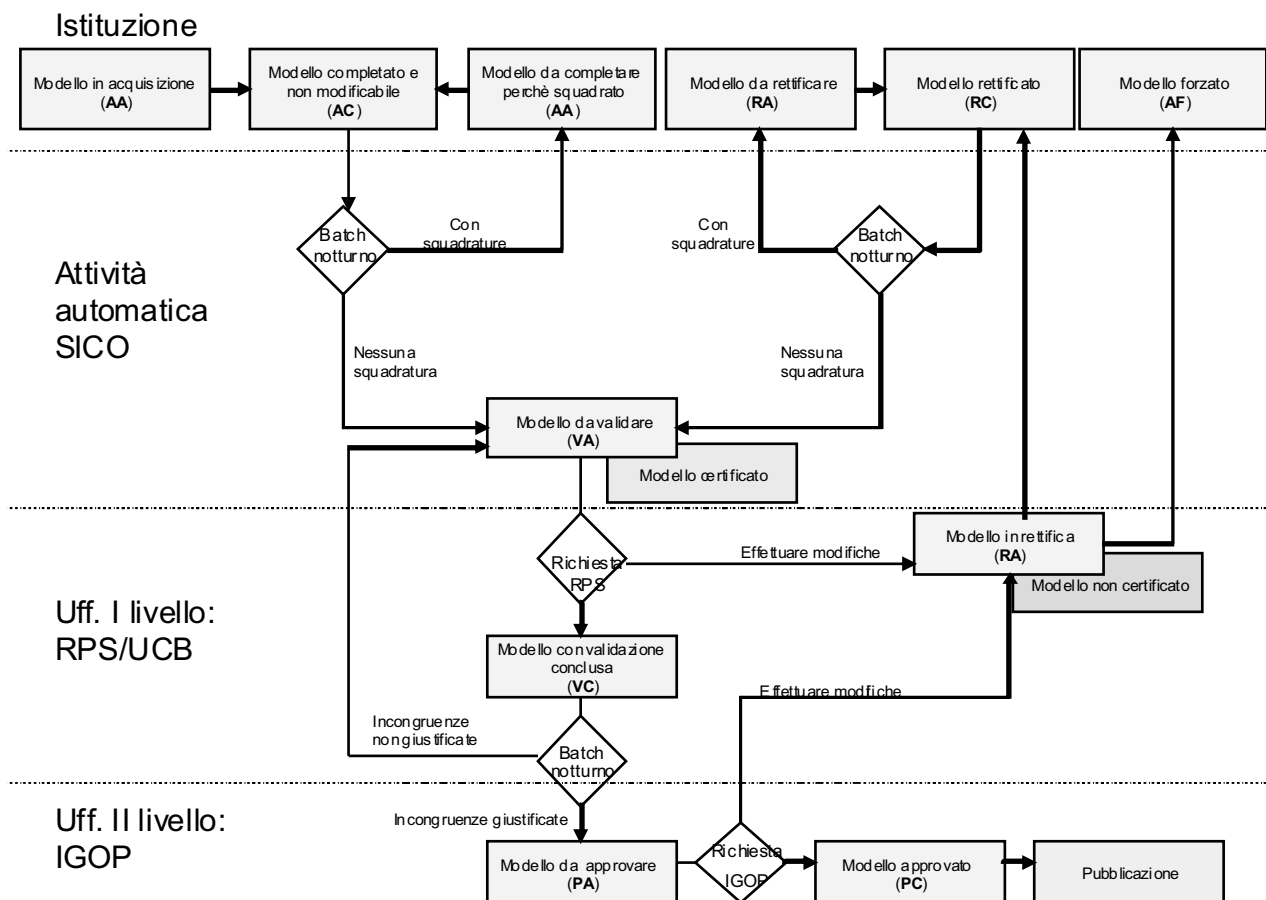 Istituzione
Modello in acquisizione
(AA)
Modello completato e
non modificabile
(AC)
Modello da completare
perchè squadrato
(AA)
Modello da rettificare
(RA)
Modello rettificato
(RC)
Modello forzato
(AF)
Batch
notturno
Con
squadrature
Con
squadrature
Batch
notturno
Attività
automatica
SICO
Nessuna
squadratura
Nessuna
squadratura
Modello da validare
(VA)
Modello certificato
Richiesta
RPS
Effettuare modifiche
Modello in rettifica
(RA)
Modello non certificato
Uff. I livello:
RPS/UCB
Modello con validazione
conclusa
(VC)
Effettuare modifiche
Incongruenze
non giustificate
Batch
notturno
Uff. II livello:
IGOP
Incongruenze giustificate
Modello da approvare
(PA)
Richiesta
IGOP
Modello approvato
(PC)
Pubblicazione